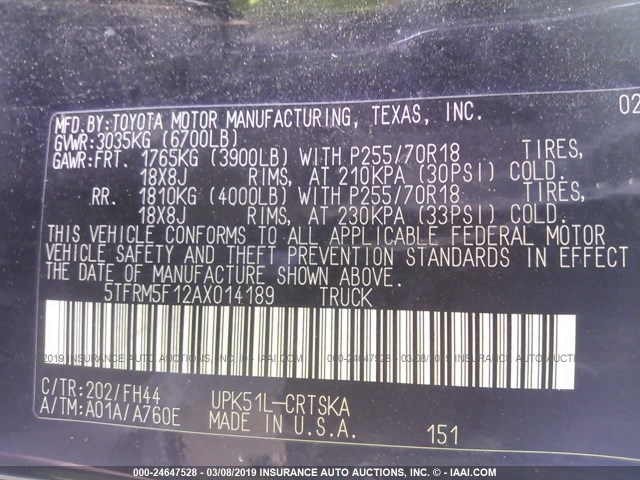 MFD.BY:TOYOTA MOTOR MANUFACTURING, TEXAS, INC. 02
GVWR:3035KG (6700LB)
GAWR:FRT. 1765KG (3900LB) WITH P255/70R18 TIRES,
18X8J RIMS, AT 210KPA (30PSI) COLD.
RR. 1810KG (4000LB) WITH P255/70R18 TIRES,
18X8J RIMS, AT 230KPA (33PSI) COLD.
THIS VEHICLE CONFORMS TO ALL APPLICABLE FEDERAL MOTOR
VEHICLE SAFETY AND THEFT PREVENTION STANDARDS IN EFFECT
THE DATE OF MANUFACTURE SHOWN ABOVE.
5TFRM5F12AX014189 TRUCK
C/TR:202/FH44 UPK51L-CRTSKA
A/TM:A01A/A760E MADE IN U.S.A. 151
000-24647528 - 03/08/2019 INSURANCE AUTO AUCTIONS, INC. - © - IAAI.COM